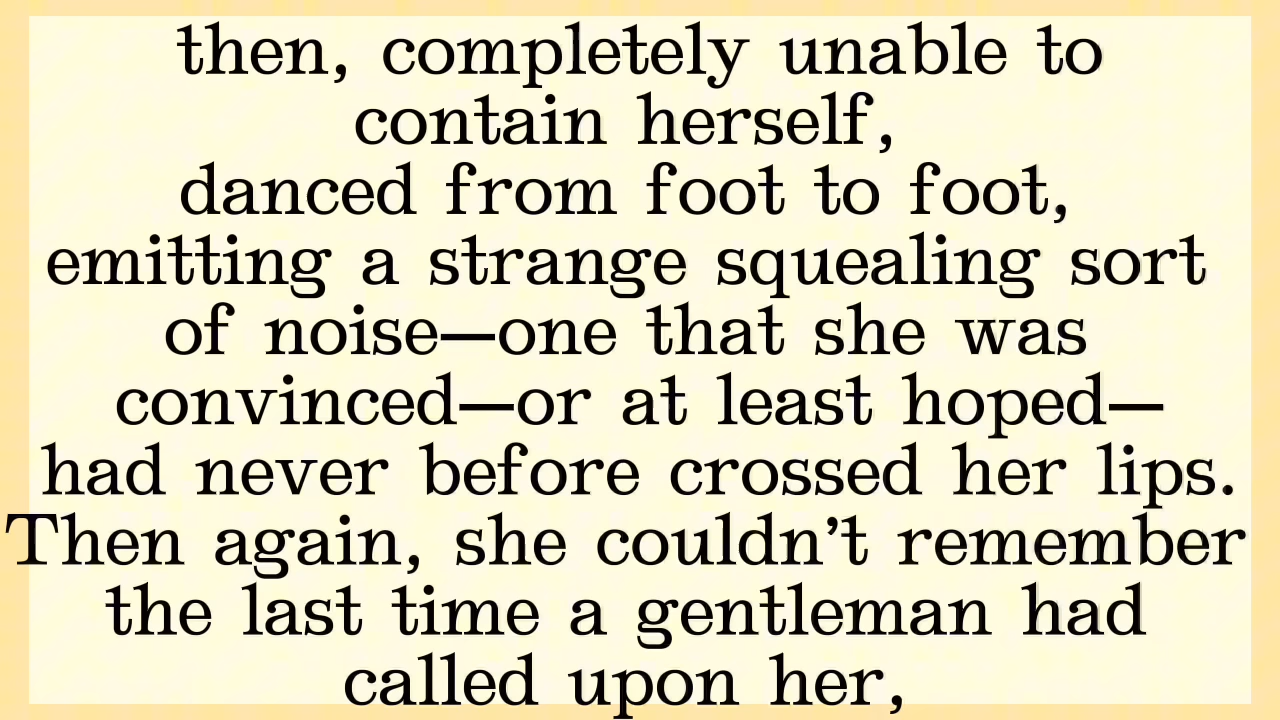 then, completely unable to
contain herself,
danced from foot to foot,
emitting a strange squealing sort
of noise—one that she was
convinced—or at least hoped—
had never before crossed her lips.
Then again, she couldn’t remember
the last time a gentleman had
called upon her,